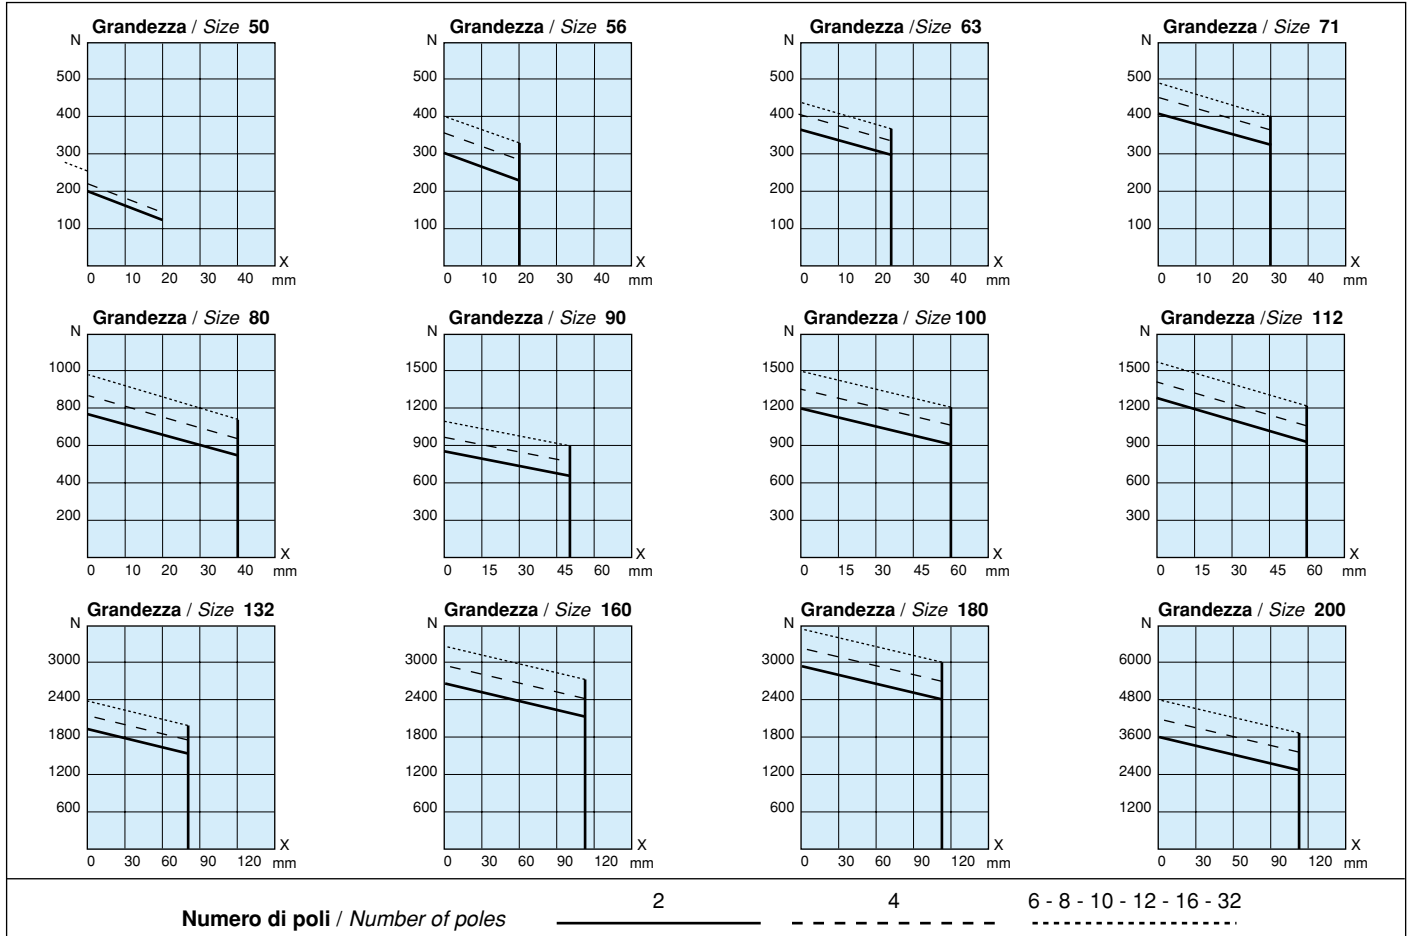 Grandezza / Size 50
N
500
400
300
200
100
X
0 10 20 30 40 mm
Grandezza / Size 56
N
500
400
300
200
100
X
0 10 20 30 40 mm
Grandezza /Size 63
N
500
400
300
200
100
X
0 10 20 30 40 mm
Grandezza / Size 71
N
500
400
300
200
100
X
0 10 20 30 40 mm
Grandezza / Size 80
N
1000
800
600
400
200
X
0 10 20 30 40 mm
Grandezza / Size 90
N
1500
1200
900
600
300
X
0 15 30 45 60 mm
Grandezza / Size 100
N
1500
1200
900
600
300
X
0 15 30 45 60 mm
Grandezza /Size 112
N
1500
1200
900
600
300
X
0 15 30 45 60 mm
Grandezza / Size 132
N
3000
2400
1800
1200
600
X
0 30 60 90 120 mm
Grandezza / Size 160
N
3000
2400
1800
1200
600
X
0 30 60 90 120 mm
Grandezza / Size 180
N
3000
2400
1800
1200
600
X
0 30 60 90 120 mm
Grandezza / Size 200
N
6000
4800
3600
2400
1200
X
0 30 50 90 120 mm
Numero di poli / Number of poles
2
4
6 - 8 - 10 - 12 - 16 - 32